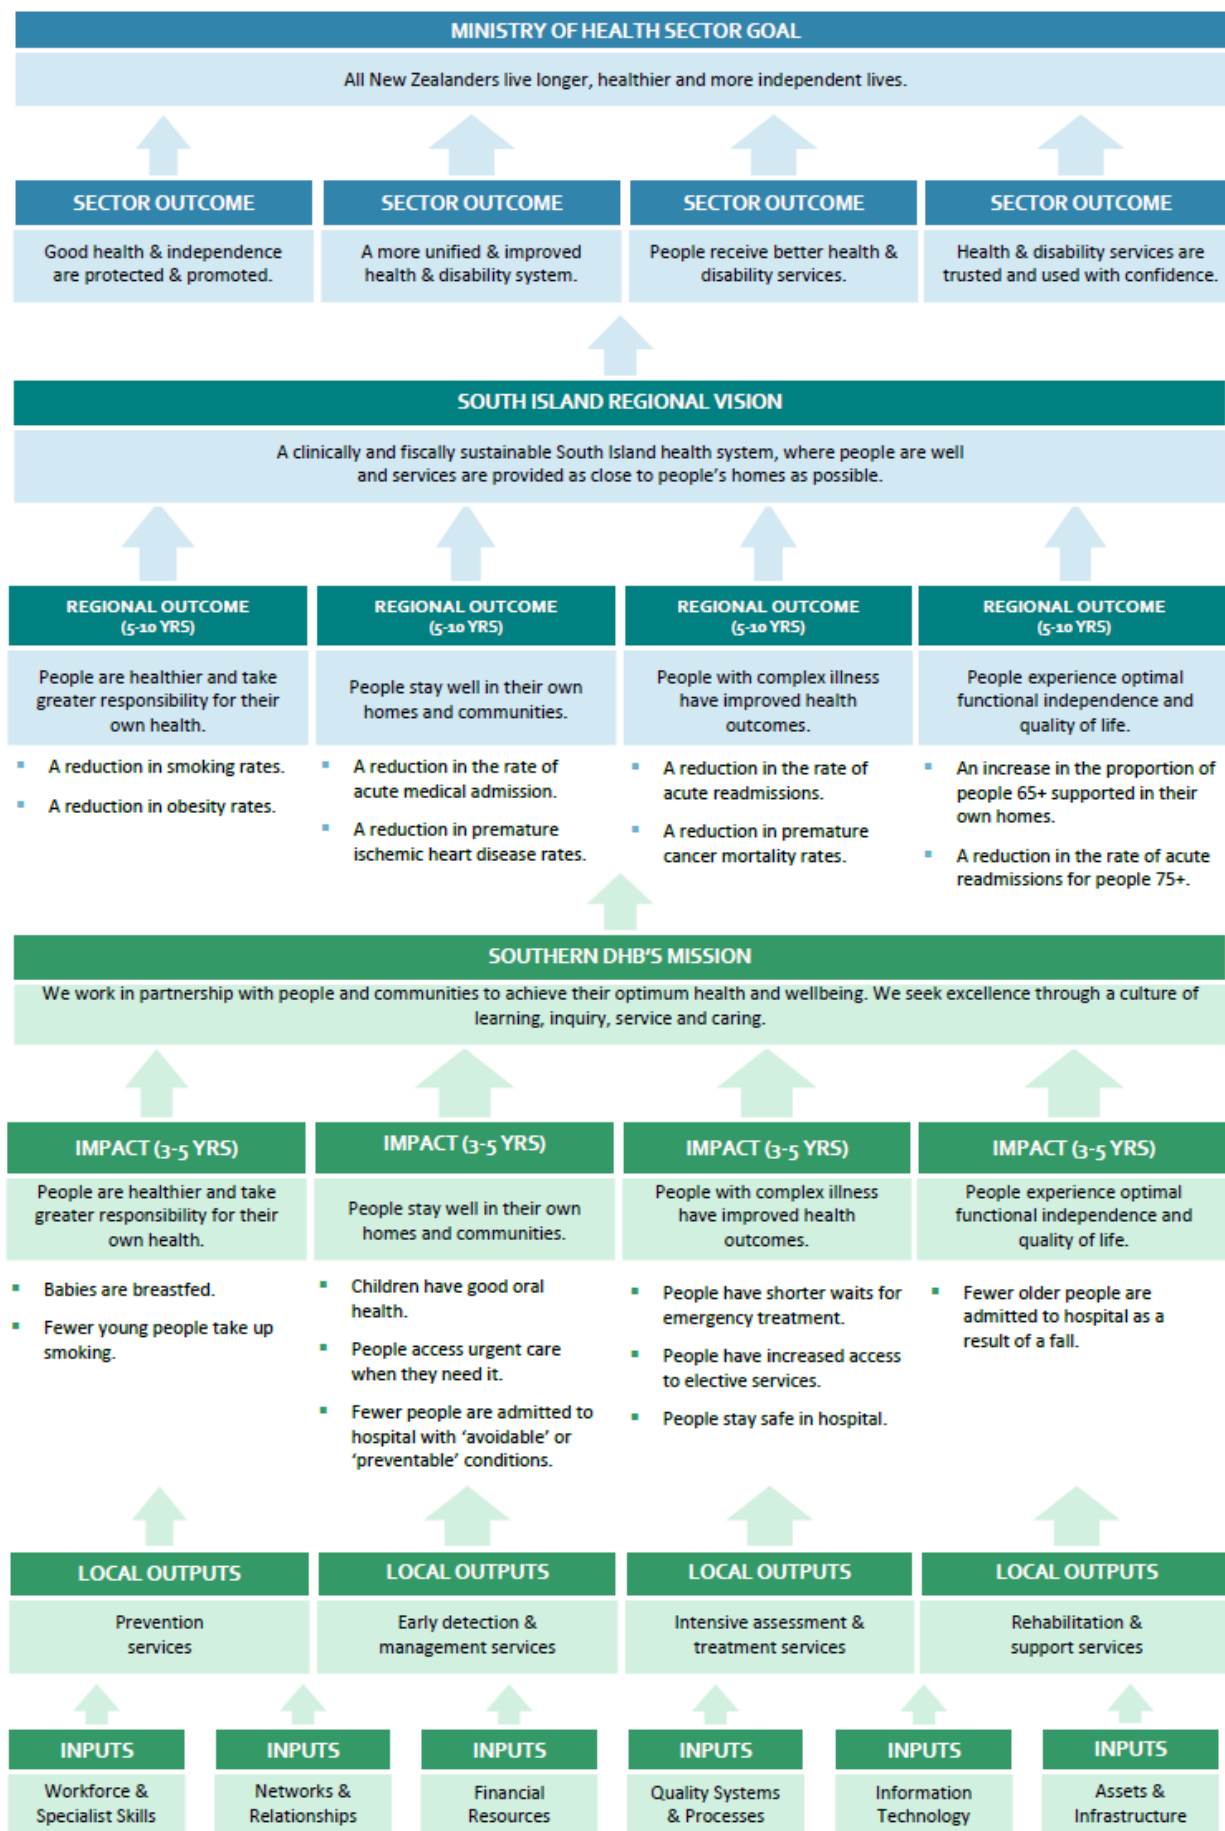 MINISTRY OF HEALTH SECTOR GOAL
All New Zealanders live longer, healthier and more independent lives.
SECTOR OUTCOME
Good health & independence
are protected & promoted.
SECTOR OUTCOME
A more unified & improved
health & disability system.
SECTOR OUTCOME
People receive better health &
disability services.
SECTOR OUTCOME
Health & disability services are
trusted and used with confidence.
SOUTH ISLAND REGIONAL VISION
A clinically and fiscally sustainable South Island health system, where people are well
and services are provided as close to people's homes as possible.
REGIONAL OUTCOME
(5-10 YRS)
People are healthier and take
greater responsibility for their
own health.
▪ A reduction in smoking rates.
▪ A reduction in obesity rates.
REGIONAL OUTCOME
(5-10 YRS)
People stay well in their own
homes and communities.
▪ A reduction in the rate of
acute medical admission.
▪ A reduction in premature
ischemic heart disease rates.
REGIONAL OUTCOME
(5-10 YRS)
People with complex illness
have improved health
outcomes.
▪ A reduction in the rate of
acute readmissions.
▪ A reduction in premature
cancer mortality rates.
REGIONAL OUTCOME
(5-10 YRS)
People experience optimal
functional independence and
quality of life.
▪ An increase in the proportion of
people 65+ supported in their
own homes.
▪ A reduction in the rate of acute
readmissions for people 75+.
SOUTHERN DHB'S MISSION
We work in partnership with people and communities to achieve their optimum health and wellbeing. We seek excellence through a culture of
learning, inquiry, service and caring.
IMPACT (3-5 YRS)
People are healthier and take
greater responsibility for their
own health.
▪ Babies are breastfed.
▪ Fewer young people take up
smoking.
IMPACT (3-5 YRS)
People stay well in their own
homes and communities.
▪ Children have good oral
health.
▪ People access urgent care
when they need it.
▪ Fewer people are admitted to
hospital with 'avoidable' or
'preventable' conditions.
IMPACT (3-5 YRS)
People with complex illness
have improved health
outcomes.
▪ People have shorter waits for
emergency treatment.
▪ People have increased access
to elective services.
▪ People stay safe in hospital.
IMPACT (3-5 YRS)
People experience optimal
functional independence and
quality of life.
▪ Fewer older people are
admitted to hospital as a
result of a fall.
LOCAL OUTPUTS
Prevention
services
LOCAL OUTPUTS
Early detection &
management services
LOCAL OUTPUTS
Intensive assessment &
treatment services
LOCAL OUTPUTS
Rehabilitation &
support services
INPUTS
Workforce &
Specialist Skills
INPUTS
Networks &
Relationships
INPUTS
Financial
Resources
INPUTS
Quality Systems
& Processes
INPUTS
Information
Technology
INPUTS
Assets &
Infrastructure